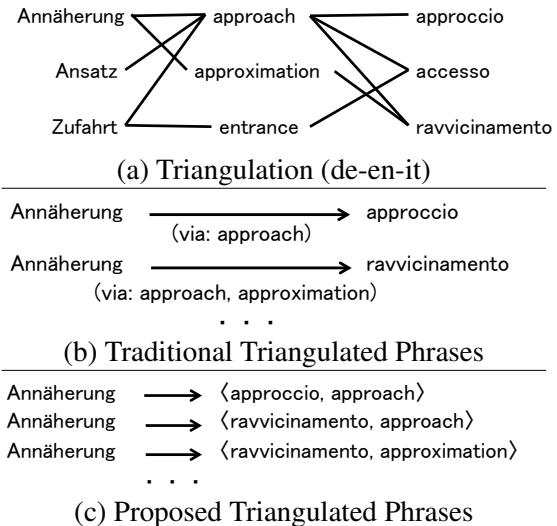 Annäherung approach approccio
Ansatz approximation accesso
Zufahrt entrance ravvicinamento
(a) Triangulation (de-en-it)
Annäherung approccio
(via: approach)
Annäherung ravvicinamento
(via: approach, approximation)
. . .
(b) Traditional Triangulated Phrases
Annäherung 〈approccio, approach〉
Annäherung 〈ravvicinamento, approach〉
Annäherung 〈ravvicinamento, approximation〉
. . .
(c) Proposed Triangulated Phrases